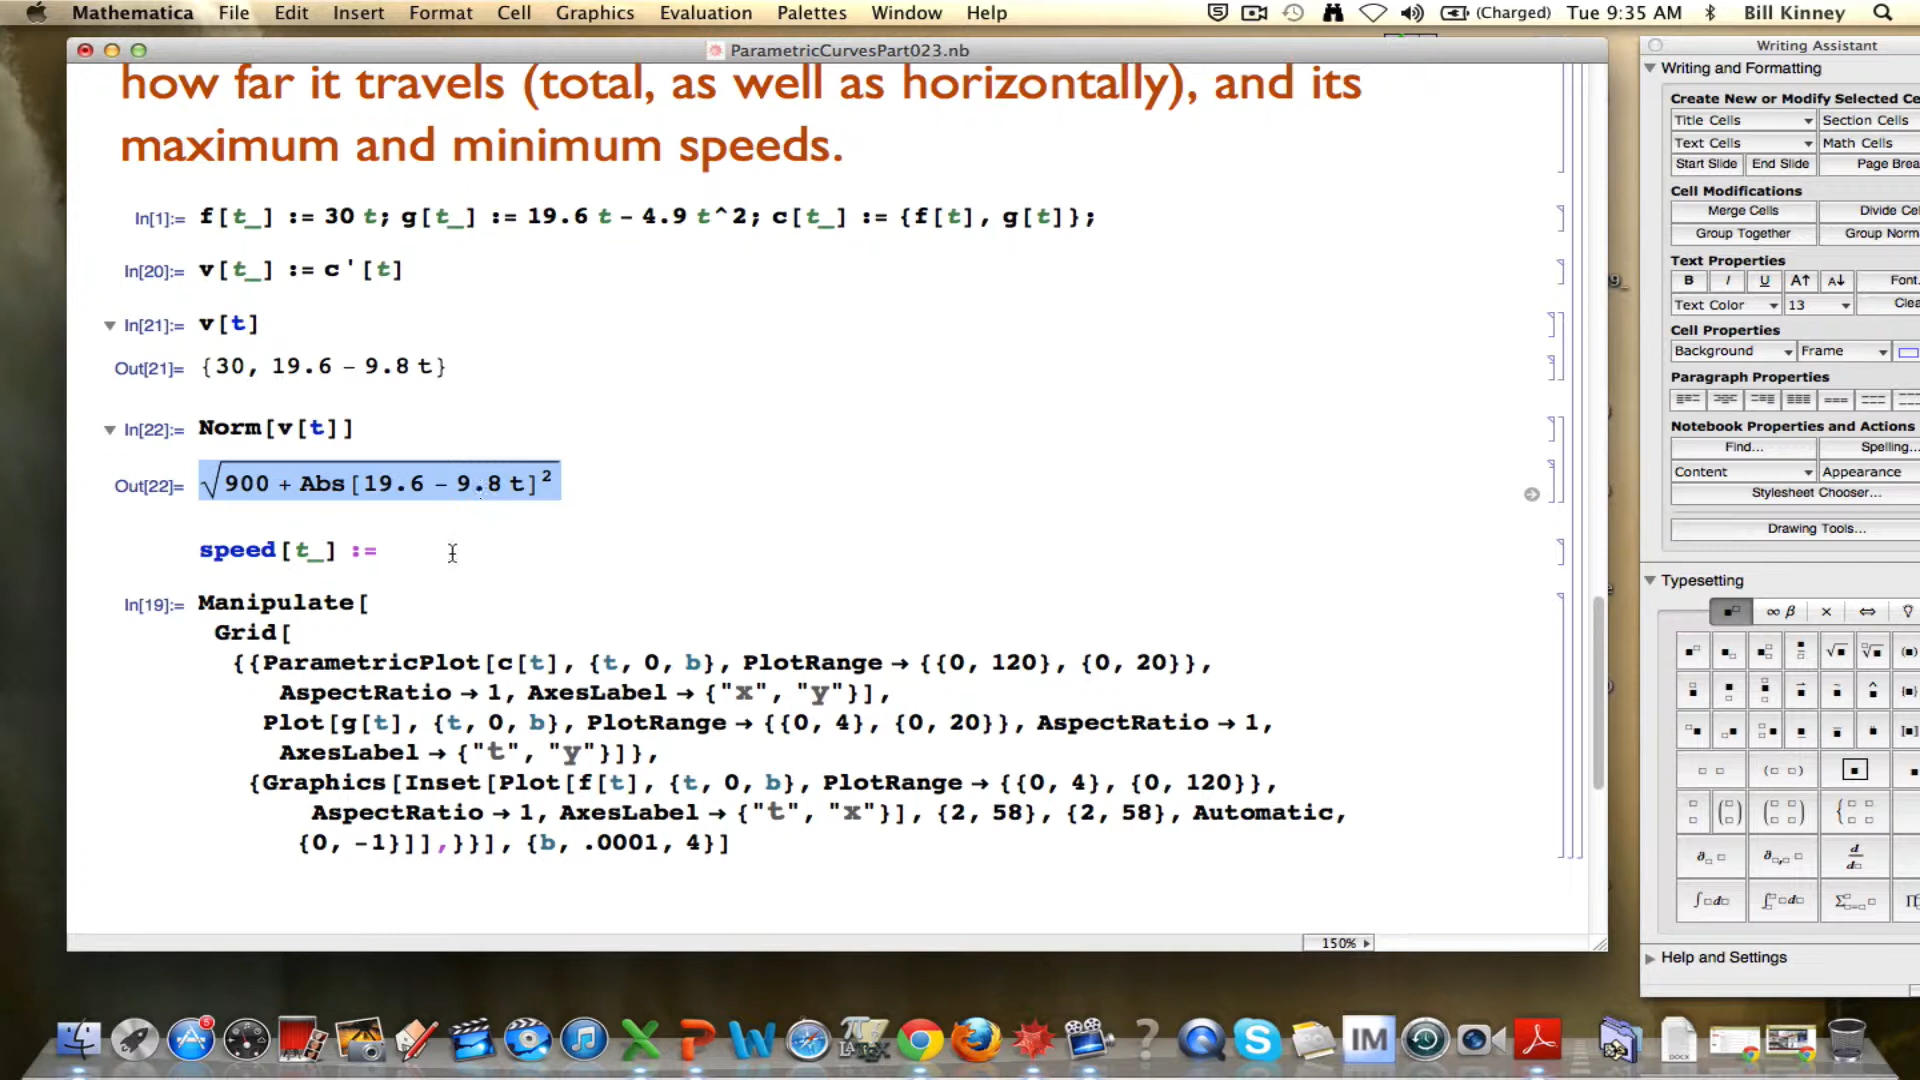 Mathematica File Edit Insert Format Cell Graphics Evaluation Palettes Window Help (Charged) Tue 9:35 AM Bill Kinney
ParametricCurvesPart023.nb
how far it travels (total, as well as horizontally), and its
maximum and minimum speeds.
In[1]:= f[t_] := 30 t; g[t_] := 19.6 t - 4.9 t^2; c[t_] := {f[t], g[t]};
In[20]:= v[t_] := c'[t]
In[21]:= v[t]
Out[21]= {30, 19.6 - 9.8 t}
In[22]:= Norm[v[t]]
Out[22]= √900 + Abs[19.6 - 9.8 t]²
speed[t_] :=
In[19]:= Manipulate[
Grid[
{{ParametricPlot[c[t], {t, 0, b}, PlotRange → {{0, 120}, {0, 20}},
AspectRatio → 1, AxesLabel → {"x", "y"}],
Plot[g[t], {t, 0, b}, PlotRange → {{0, 4}, {0, 20}}, AspectRatio → 1,
AxesLabel → {"t", "y"}]},
{Graphics[Inset[Plot[f[t], {t, 0, b}, PlotRange → {{0, 4}, {0, 120}},
AspectRatio → 1, AxesLabel → {"t", "x"}], {2, 58}, {2, 58}, Automatic,
{0, -1}]],}}], {b, .0001, 4}]
150%
Writing Assistant
Writing and Formatting
Create New or Modify Selected Ce
Title Cells Section Cells
Text Cells Math Cells
Start Slide End Slide Page Brea
Cell Modifications
Merge Cells Divide Ce
Group Together Group Norm
Text Properties
B I U A↑ A↓ Font.
Text Color 13 Clea
Cell Properties
Background Frame
Paragraph Properties
Notebook Properties and Actions
Find... Spelling...
Content Appearance
Stylesheet Chooser...
Drawing Tools...
Typesetting
∞ β × ⇔
Help and Settings
5
LATEX
IM
DOCX